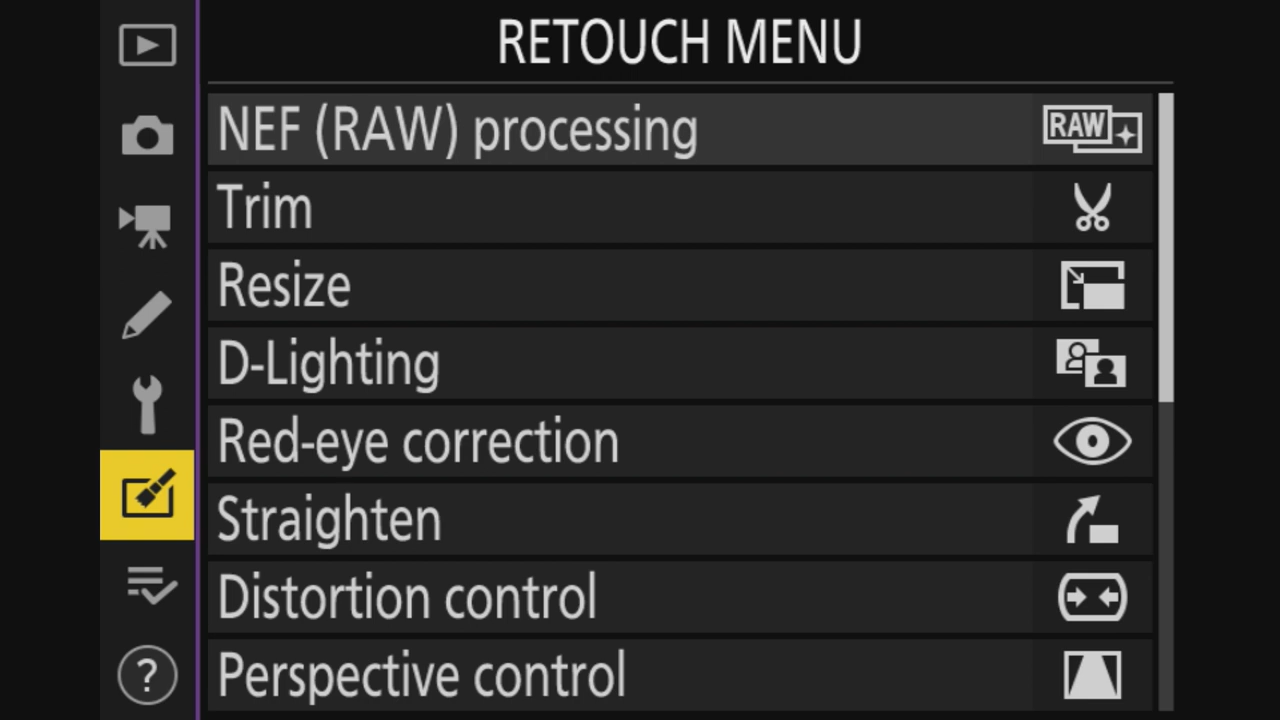 RETOUCH MENU
NEF (RAW) processing
RAW
Trim
Resize
D-Lighting
Red-eye correction
Straighten
Distortion control
?
Perspective control